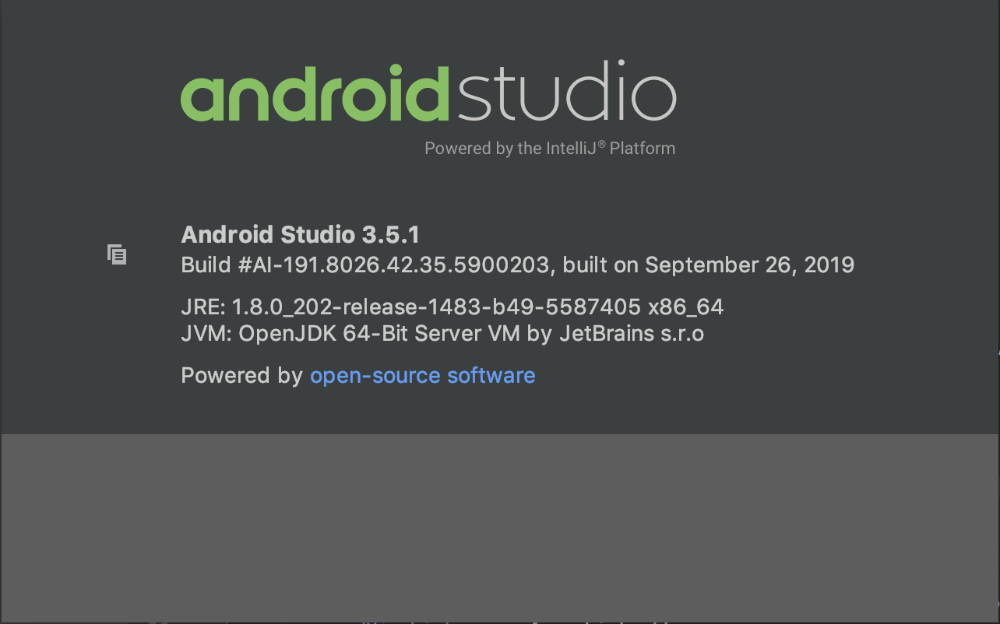 androidstudio
Powered by the IntelliJ® Platform
Android Studio 3.5.1
Build #AI-191.8026.42.35.5900203, built on September 26, 2019
JRE: 1.8.0_202-release-1483-b49-5587405 x86_64
JVM: OpenJDK 64-Bit Server VM by JetBrains s.r.o
Powered by open-source software